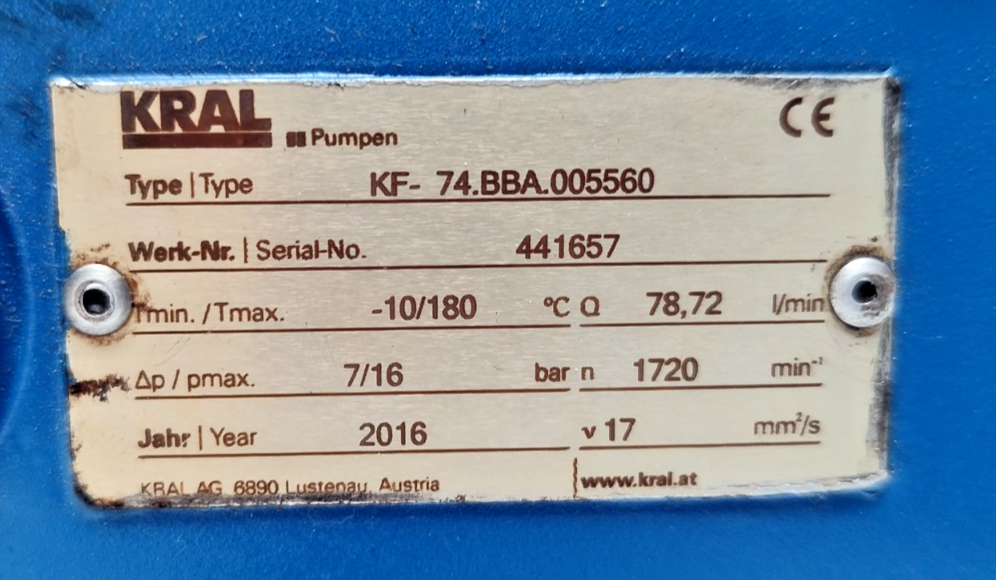 KRAL Pumpen CE
Type | Type KF- 74.BBA.005560
Werk-Nr. | Serial-No. 441657
Tmin. / Tmax. -10/180 °C Q 78,72 l/min
Δp / pmax. 7/16 bar n 1720 min⁻¹
Jahr | Year 2016 v 17 mm²/s
KRAL AG 6890 Lustenau, Austria www.kral.at